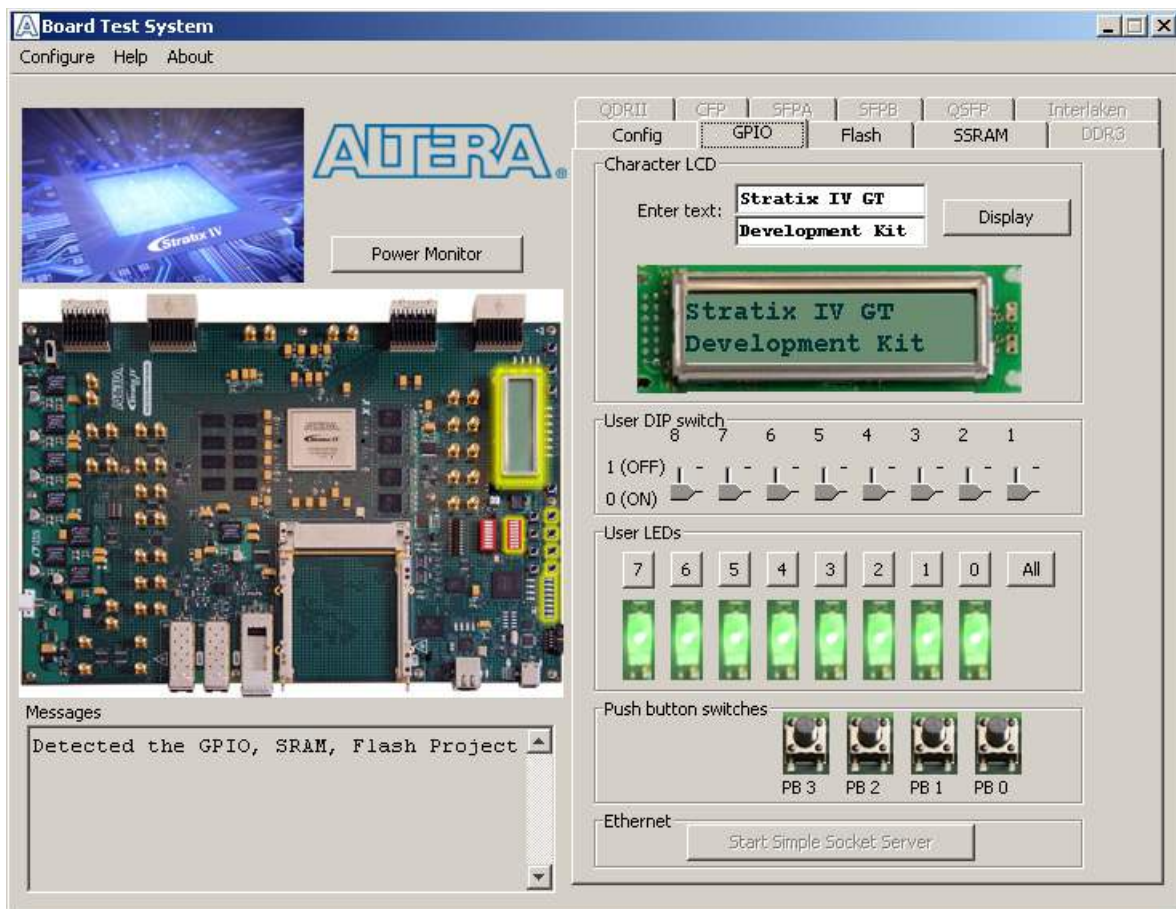 Board Test System
Configure Help About
Stratix IV
ALTERA®
Power Monitor
QDRII CFP SFPA SFPB QSFP Interlaken
Config GPIO Flash SSRAM DDR3
Character LCD
Enter text:
Stratix IV GT
Development Kit
Display
Stratix IV GT
Development Kit
User DIP switch
8 7 6 5 4 3 2 1
1 (OFF)
0 (ON)
User LEDs
7 6 5 4 3 2 1 0 All
Push button switches
PB 3 PB 2 PB 1 PB 0
Ethernet
Start Simple Socket Server
Messages
Detected the GPIO, SRAM, Flash Project